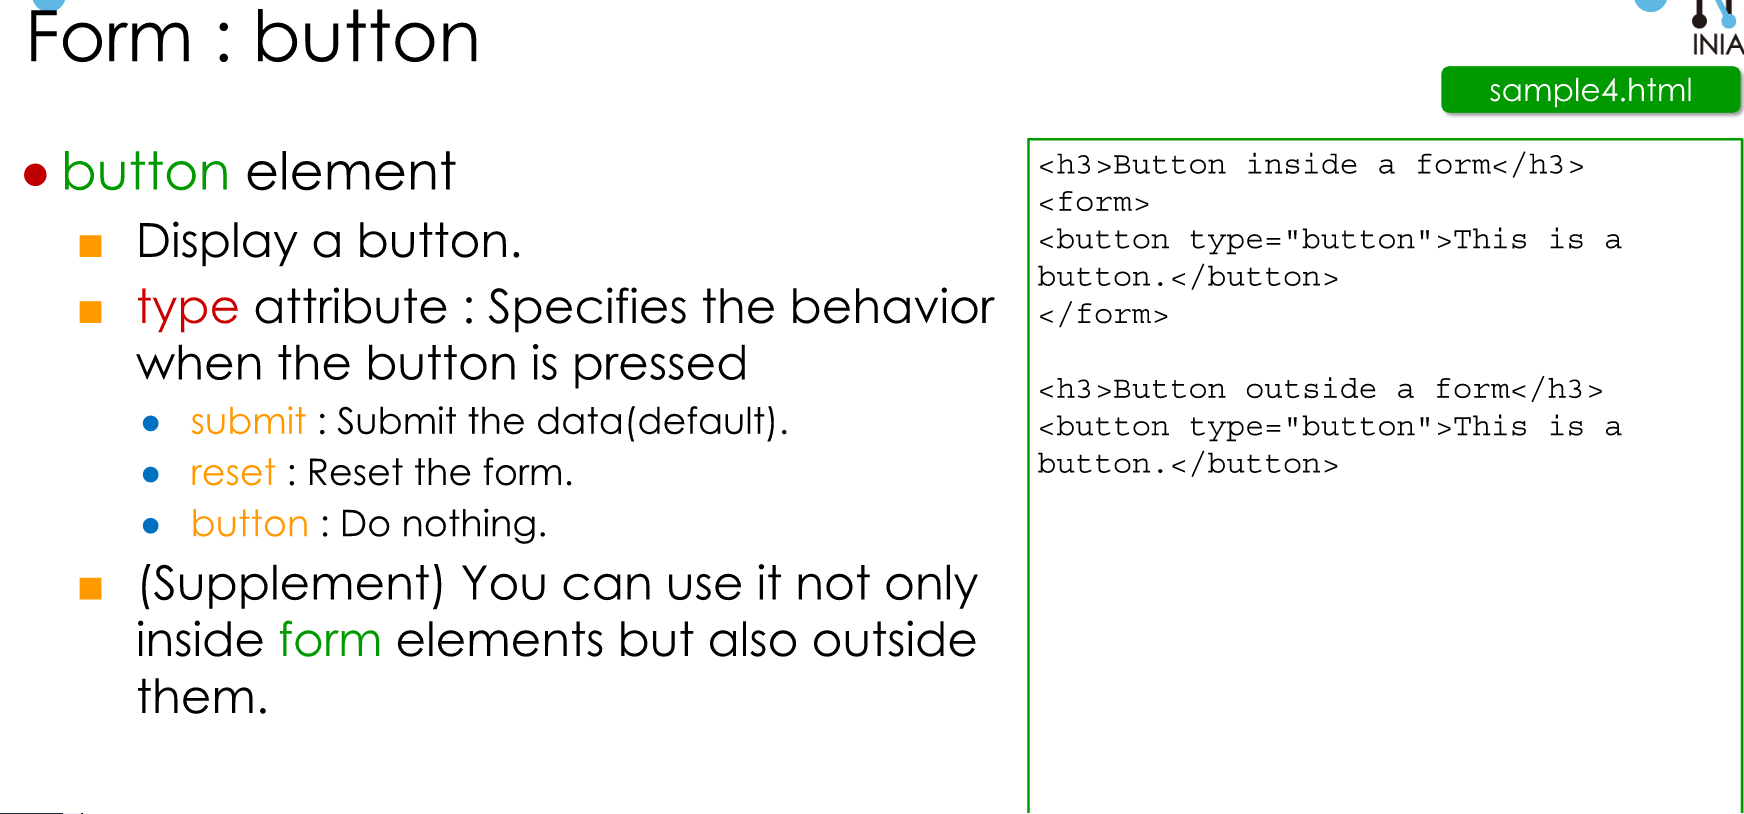 Form : button
INIA
sample4.html
button element
Display a button.
type attribute : Specifies the behavior
when the button is pressed
submit : Submit the data(default).
reset : Reset the form.
button : Do nothing.
(Supplement) You can use it not only
inside form elements but also outside
them.
<h3>Button inside a form</h3>
<form>
<button type="button">This is a
button.</button>
</form>
<h3>Button outside a form</h3>
<button type="button">This is a
button.</button>